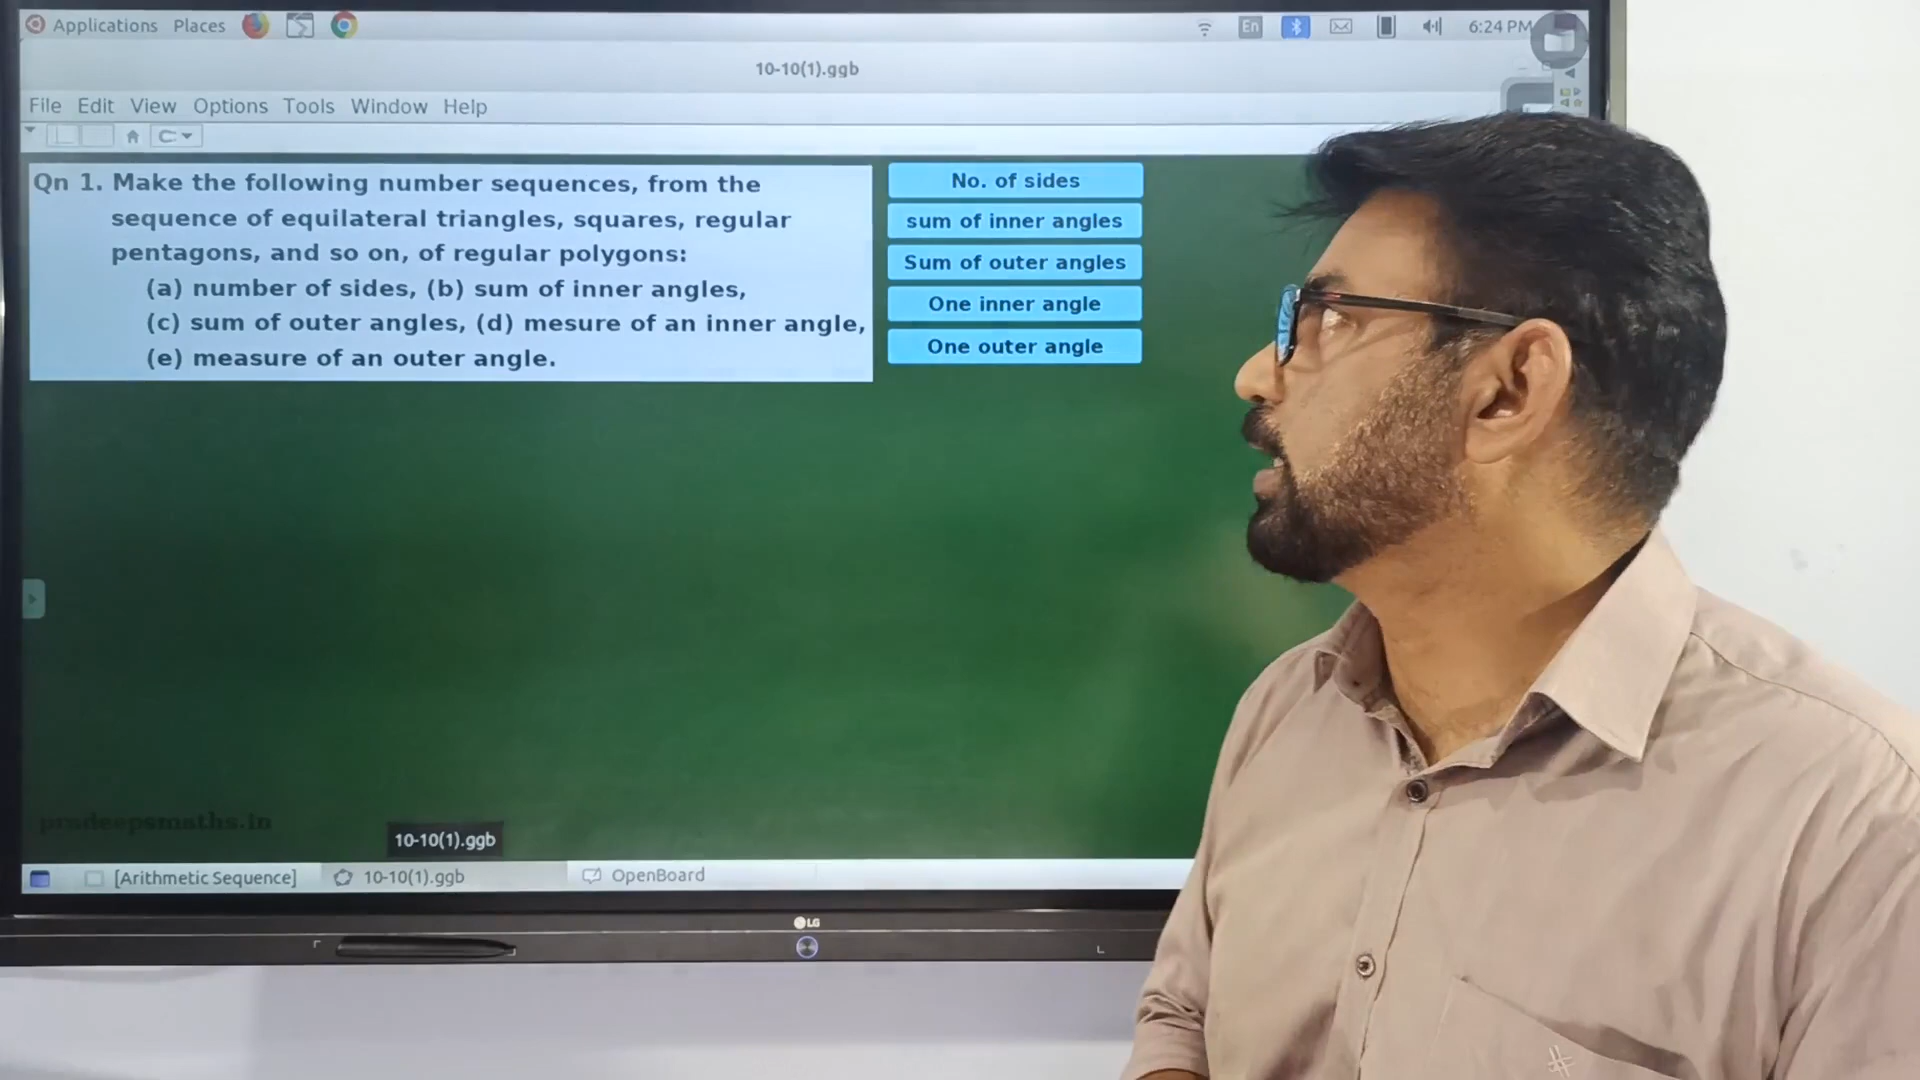 Applications Places En 6:24 PM
10-10(1).ggb
File Edit View Options Tools Window Help
Qn 1. Make the following number sequences, from the
sequence of equilateral triangles, squares, regular
pentagons, and so on, of regular polygons:
(a) number of sides, (b) sum of inner angles,
(c) sum of outer angles, (d) mesure of an inner angle,
(e) measure of an outer angle.
No. of sides
sum of inner angles
Sum of outer angles
One inner angle
One outer angle
pradeepsmaths.in
10-10(1).ggb
[Arithmetic Sequence] 10-10(1).ggb OpenBoard
LG